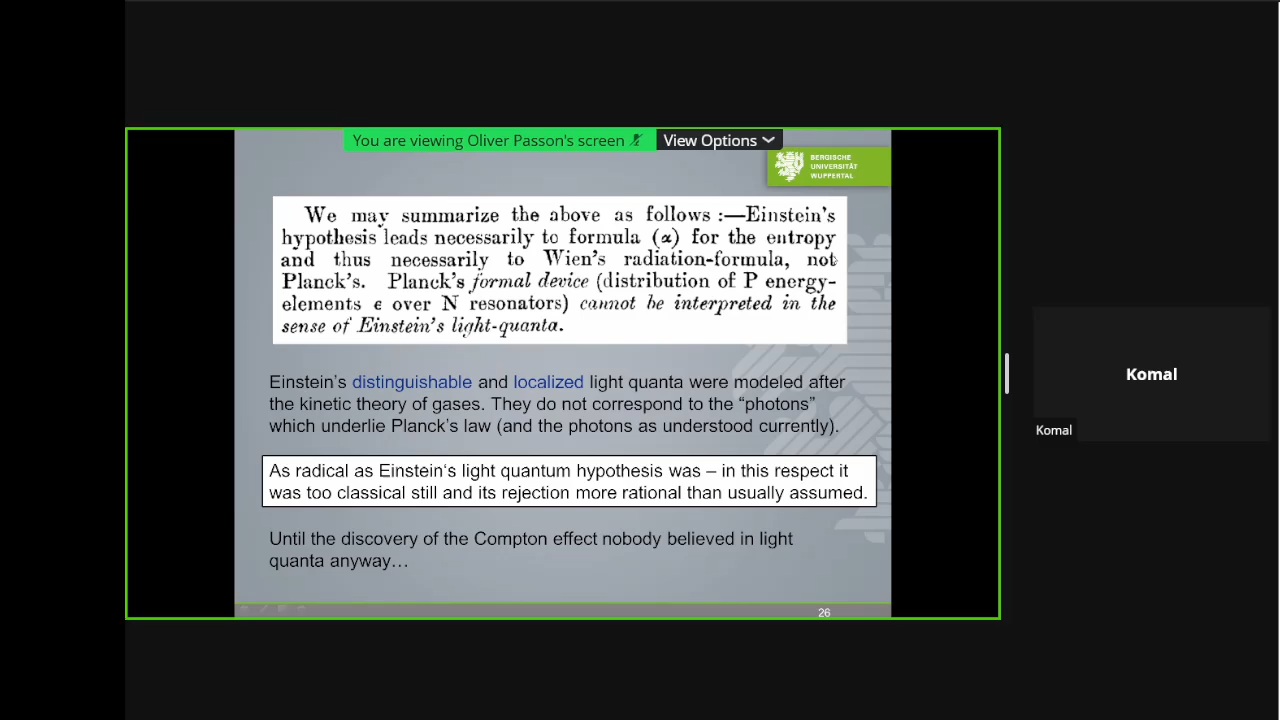 You are viewing Oliver Passon's screen
View Options
BERGISCHE
UNIVERSITÄT
WUPPERTAL
We may summarize the above as follows :—Einstein's
hypothesis leads necessarily to formula (α) for the entropy
and thus necessarily to Wien's radiation-formula, not
Planck's. Planck's formal device (distribution of P energy-
elements ε over N resonators) cannot be interpreted in the
sense of Einstein's light-quanta.
Einstein's distinguishable and localized light quanta were modeled after
the kinetic theory of gases. They do not correspond to the “photons”
which underlie Planck's law (and the photons as understood currently).
As radical as Einstein‘s light quantum hypothesis was – in this respect it
was too classical still and its rejection more rational than usually assumed.
Until the discovery of the Compton effect nobody believed in light
quanta anyway…
26
Komal
Komal